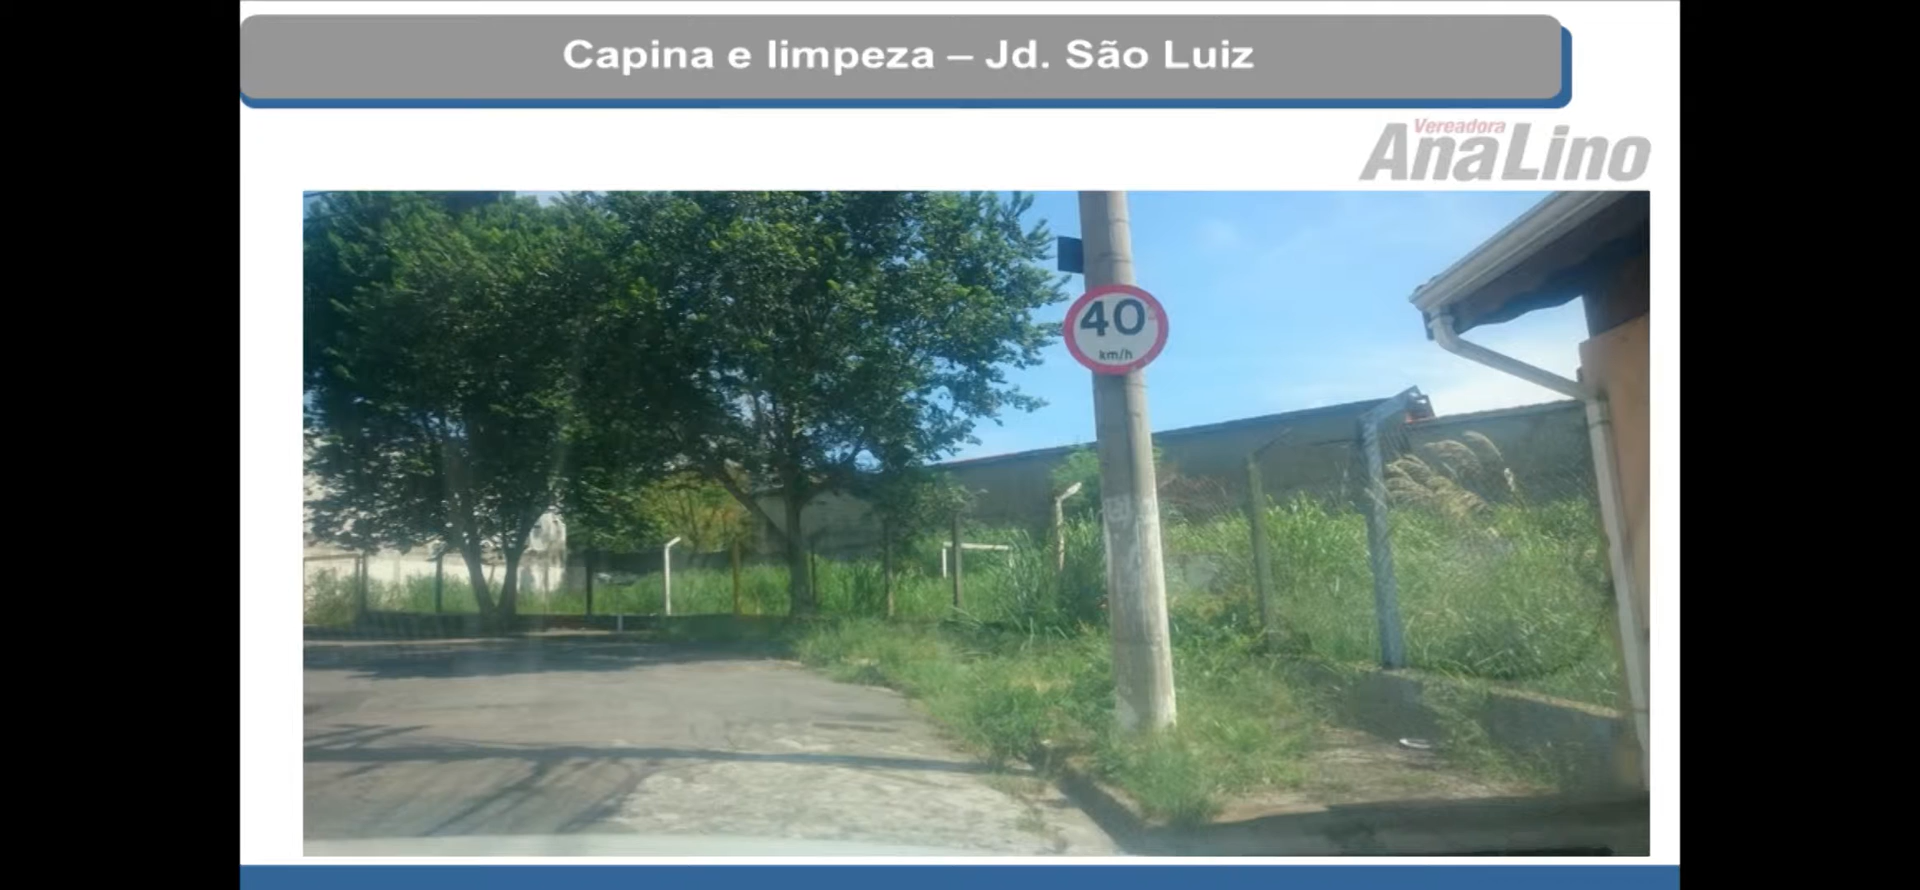 Capina e limpeza – Jd. São Luiz
Vereadora
AnaLino
40
km/h